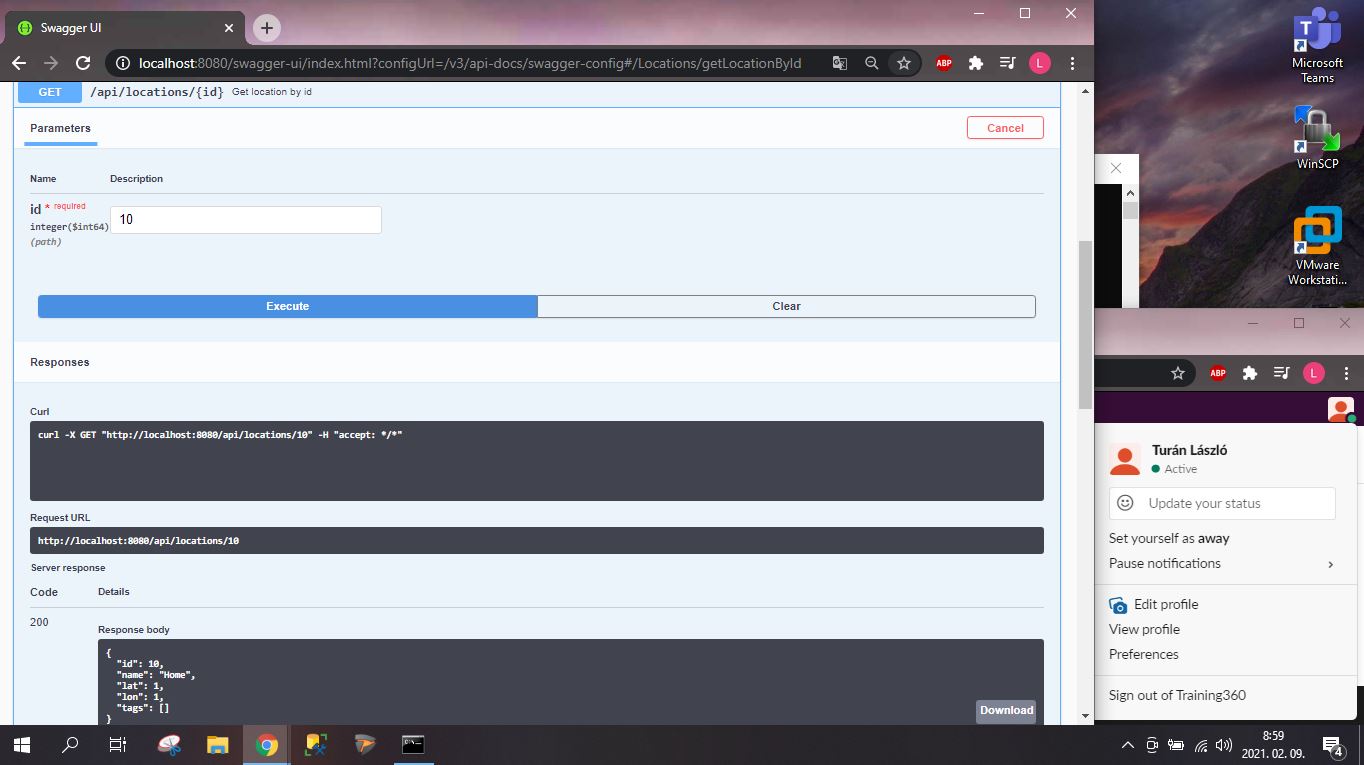 Swagger UI
localhost:8080/swagger-ui/index.html?configUrl=/v3/api-docs/swagger-config#/Locations/getLocationById
ABP
L
GET /api/locations/{id} Get location by id
Parameters
Cancel
Name Description
id * required
integer($int64)
(path)
10
Execute
Clear
Responses
Curl
curl -X GET "http://localhost:8080/api/locations/10" -H "accept: */*"
Request URL
http://localhost:8080/api/locations/10
Server response
Code Details
200
Response body
{
"id": 10,
"name": "Home",
"lat": 1,
"lon": 1,
"tags": []
}
Download
Microsoft
Teams
WinSCP
VMware
Workstati...
ABP
L
Turán László
Active
Update your status
Set yourself as away
Pause notifications
Edit profile
View profile
Preferences
Sign out of Training360
8:59
2021. 02. 09.
4